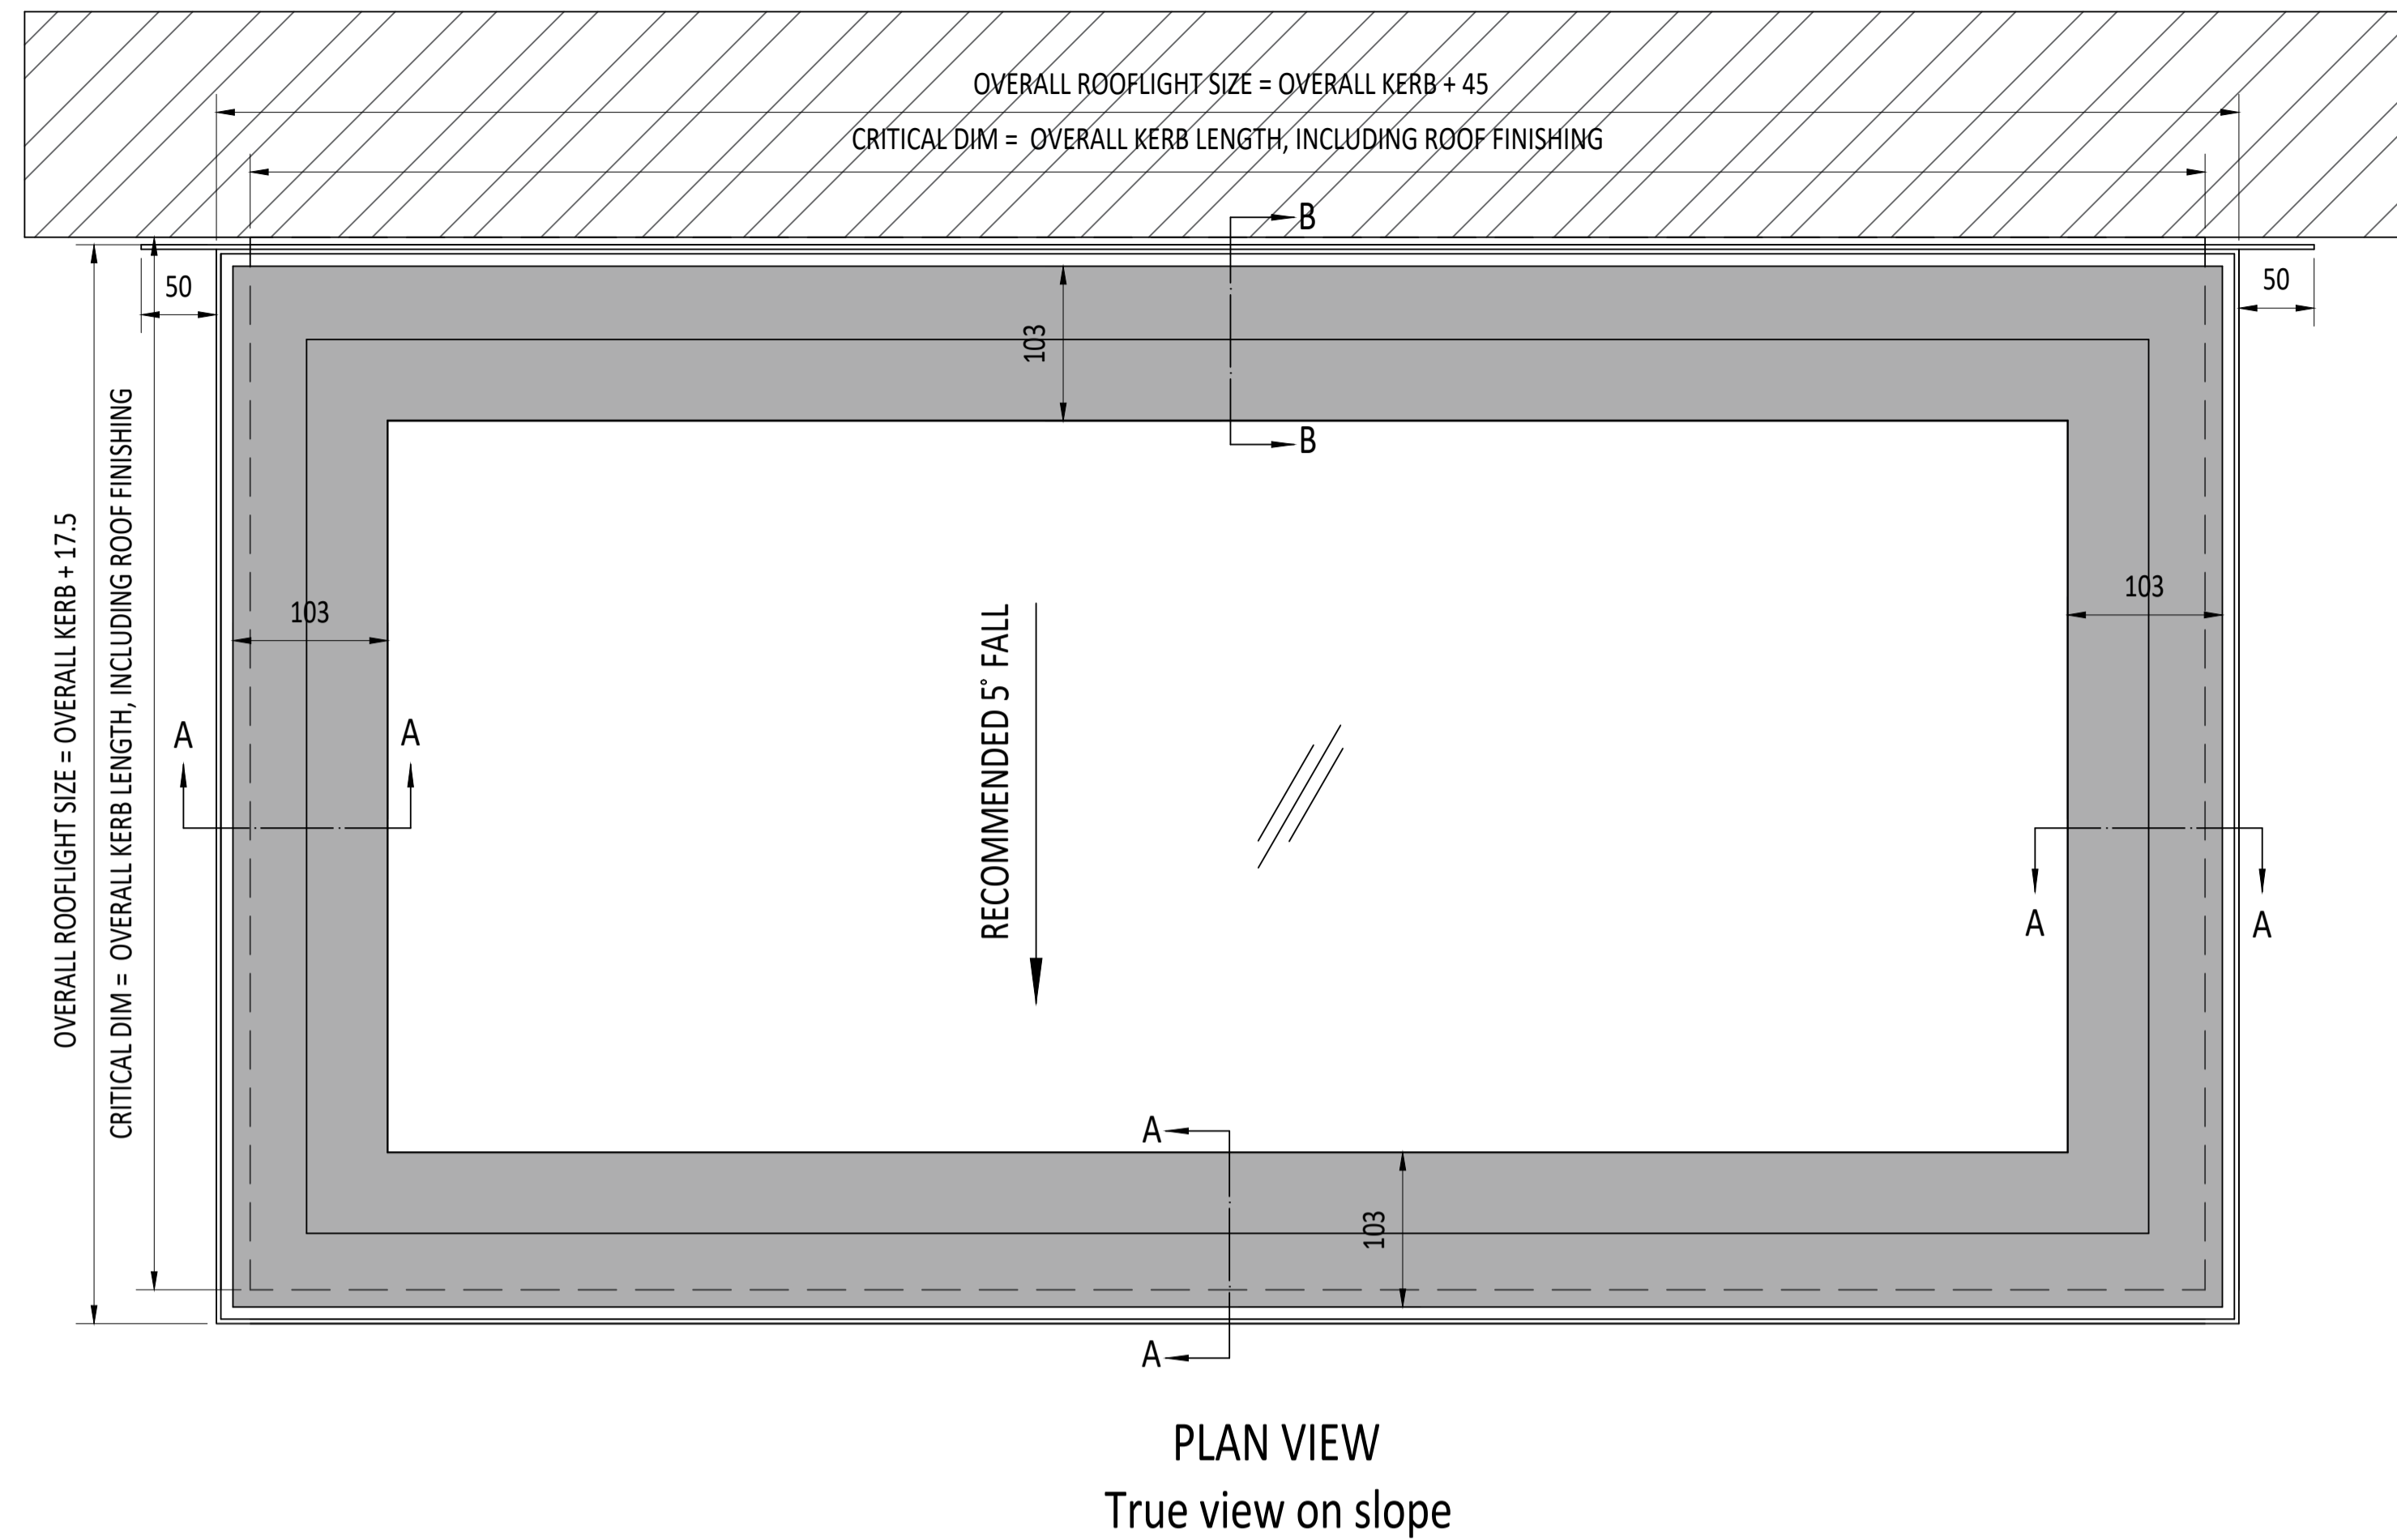 OVERALL ROOFLIGHT SIZE = OVERALL KERB + 45
CRITICAL DIM = OVERALL KERB LENGTH, INCLUDING ROOF FINISHING
B
50
50
103
B
OVERALL ROOFLIGHT SIZE = OVERALL KERB + 17.5
CRITICAL DIM = OVERALL KERB LENGTH, INCLUDING ROOF FINISHING
103
103
RECOMMENDED 5° FALL
A
A
A
A
A
103
A
PLAN VIEW
True view on slope